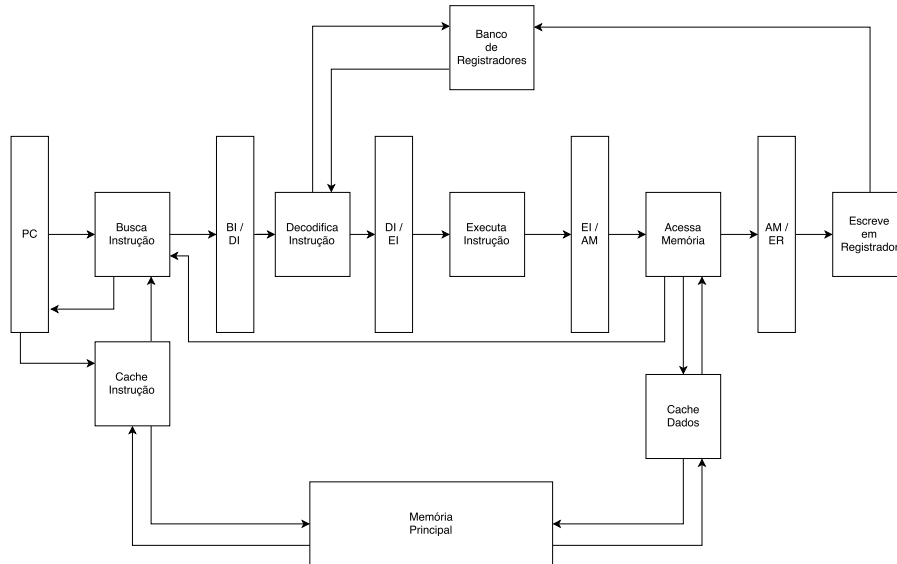 Banco
de
Registradores
PC
Busca
Instrução
BI /
DI
Decodifica
Instrução
DI /
EI
Executa
Instrução
EI /
AM
Acessa
Memória
AM /
ER
Escreve
em
Registrador
Cache
Instrução
Cache
Dados
Memória
Principal